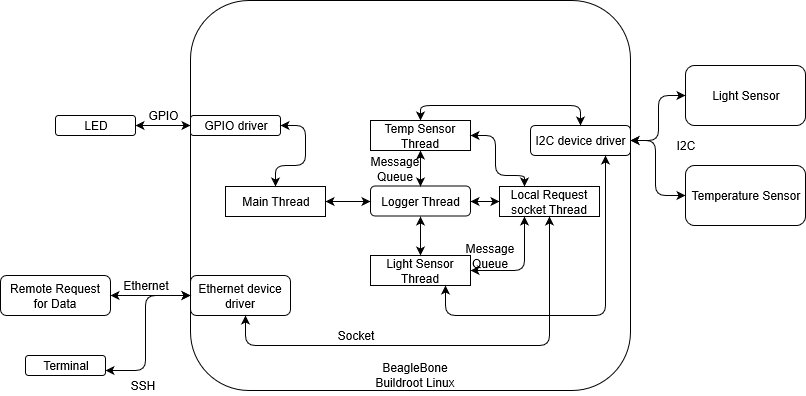 GPIO
LED
GPIO driver
Temp Sensor
Thread
I2C device driver
Light Sensor
I2C
Message
Queue
Main Thread
Logger Thread
Local Request
socket Thread
Temperature Sensor
Message
Queue
Light Sensor
Thread
Remote Request
for Data
Ethernet
Ethernet device
driver
Socket
Terminal
SSH
BeagleBone
Buildroot Linux